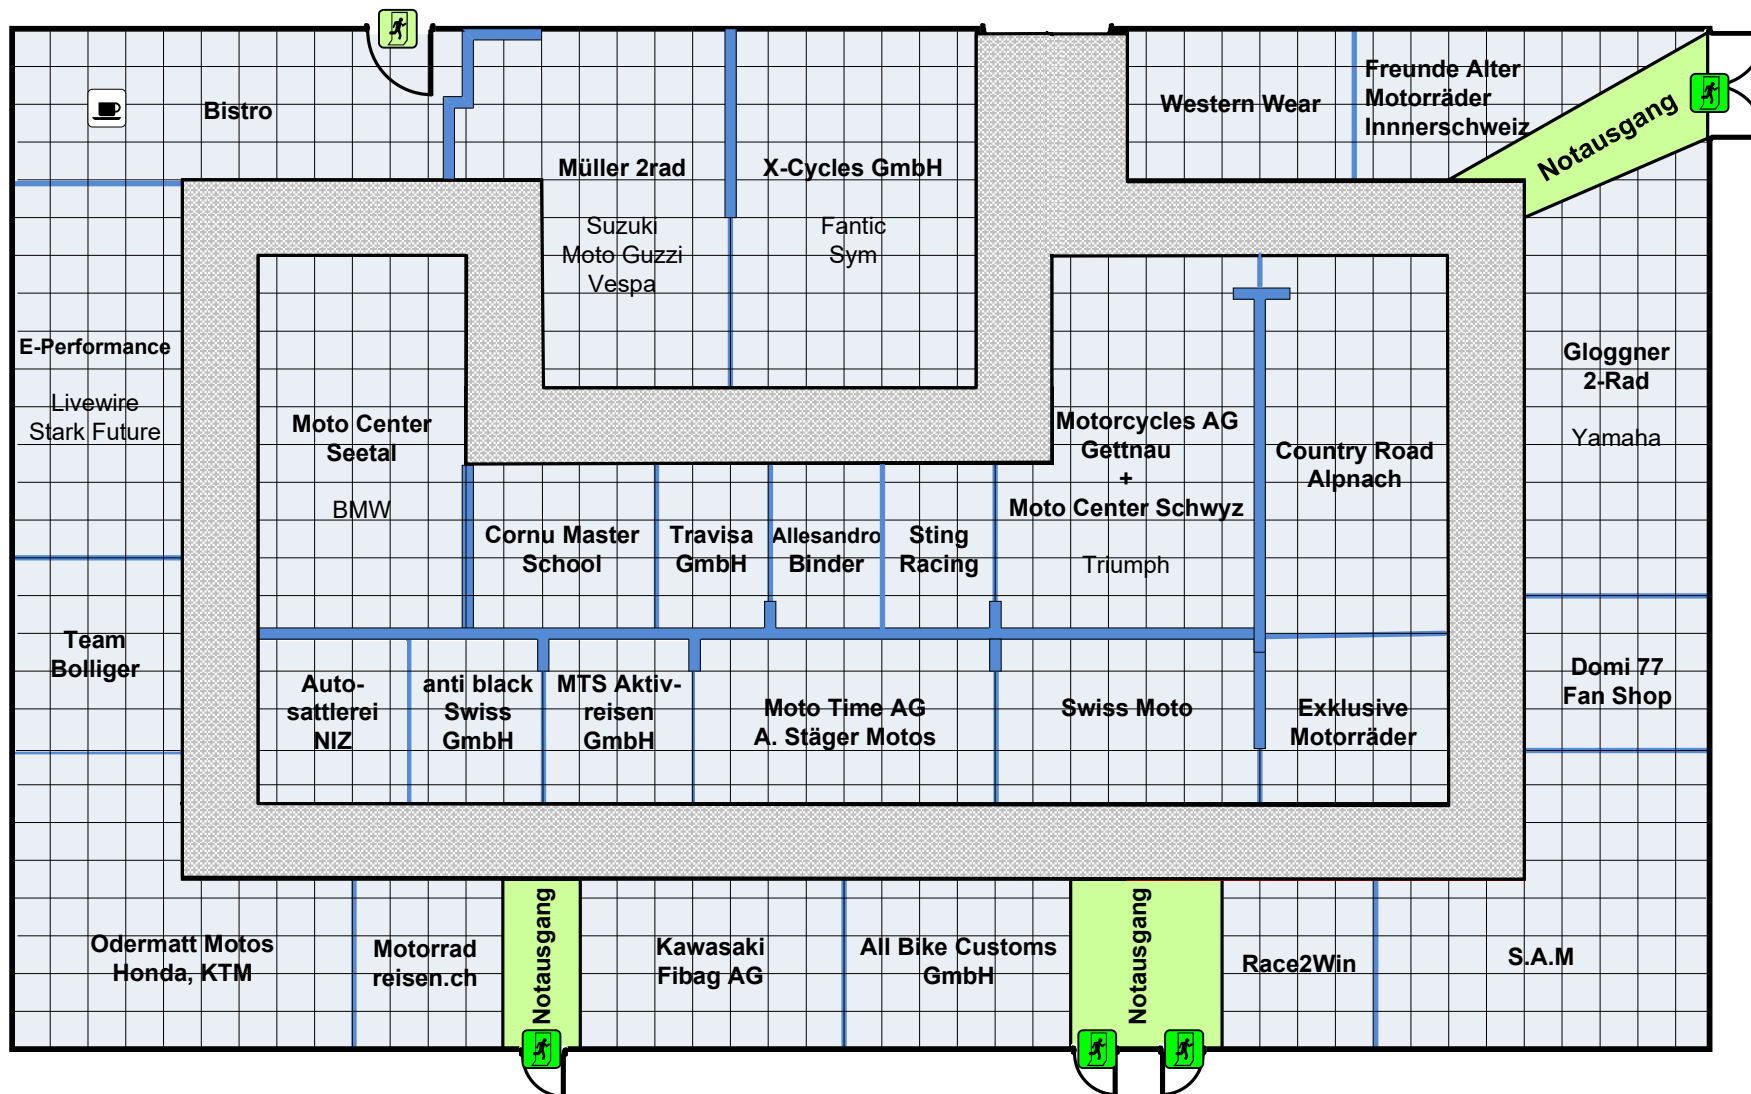 Bistro
Müller 2rad
Suzuki
Moto Guzzi
Vespa
X-Cycles GmbH
Fantic
Sym
Western Wear
Freunde Alter
Motorräder
Innnerschweiz
Notausgang
E-Performance
Livewire
Stark Future
Moto Center
Seetal
BMW
Cornu Master
School
Travisa
GmbH
Allesandro
Binder
Sting
Racing
Motorcycles AG
Gettnau
+
Moto Center Schwyz
Triumph
Country Road
Alpnach
Gloggner
2-Rad
Yamaha
Team
Bolliger
Auto-
sattlerei
NIZ
anti black
Swiss
GmbH
MTS Aktiv-
reisen
GmbH
Moto Time AG
A. Stäger Motos
Swiss Moto
Exklusive
Motorräder
Domi 77
Fan Shop
Odermatt Motos
Honda, KTM
Motorrad
reisen.ch
Notausgang
Kawasaki
Fibag AG
All Bike Customs
GmbH
Notausgang
Race2Win
S.A.M